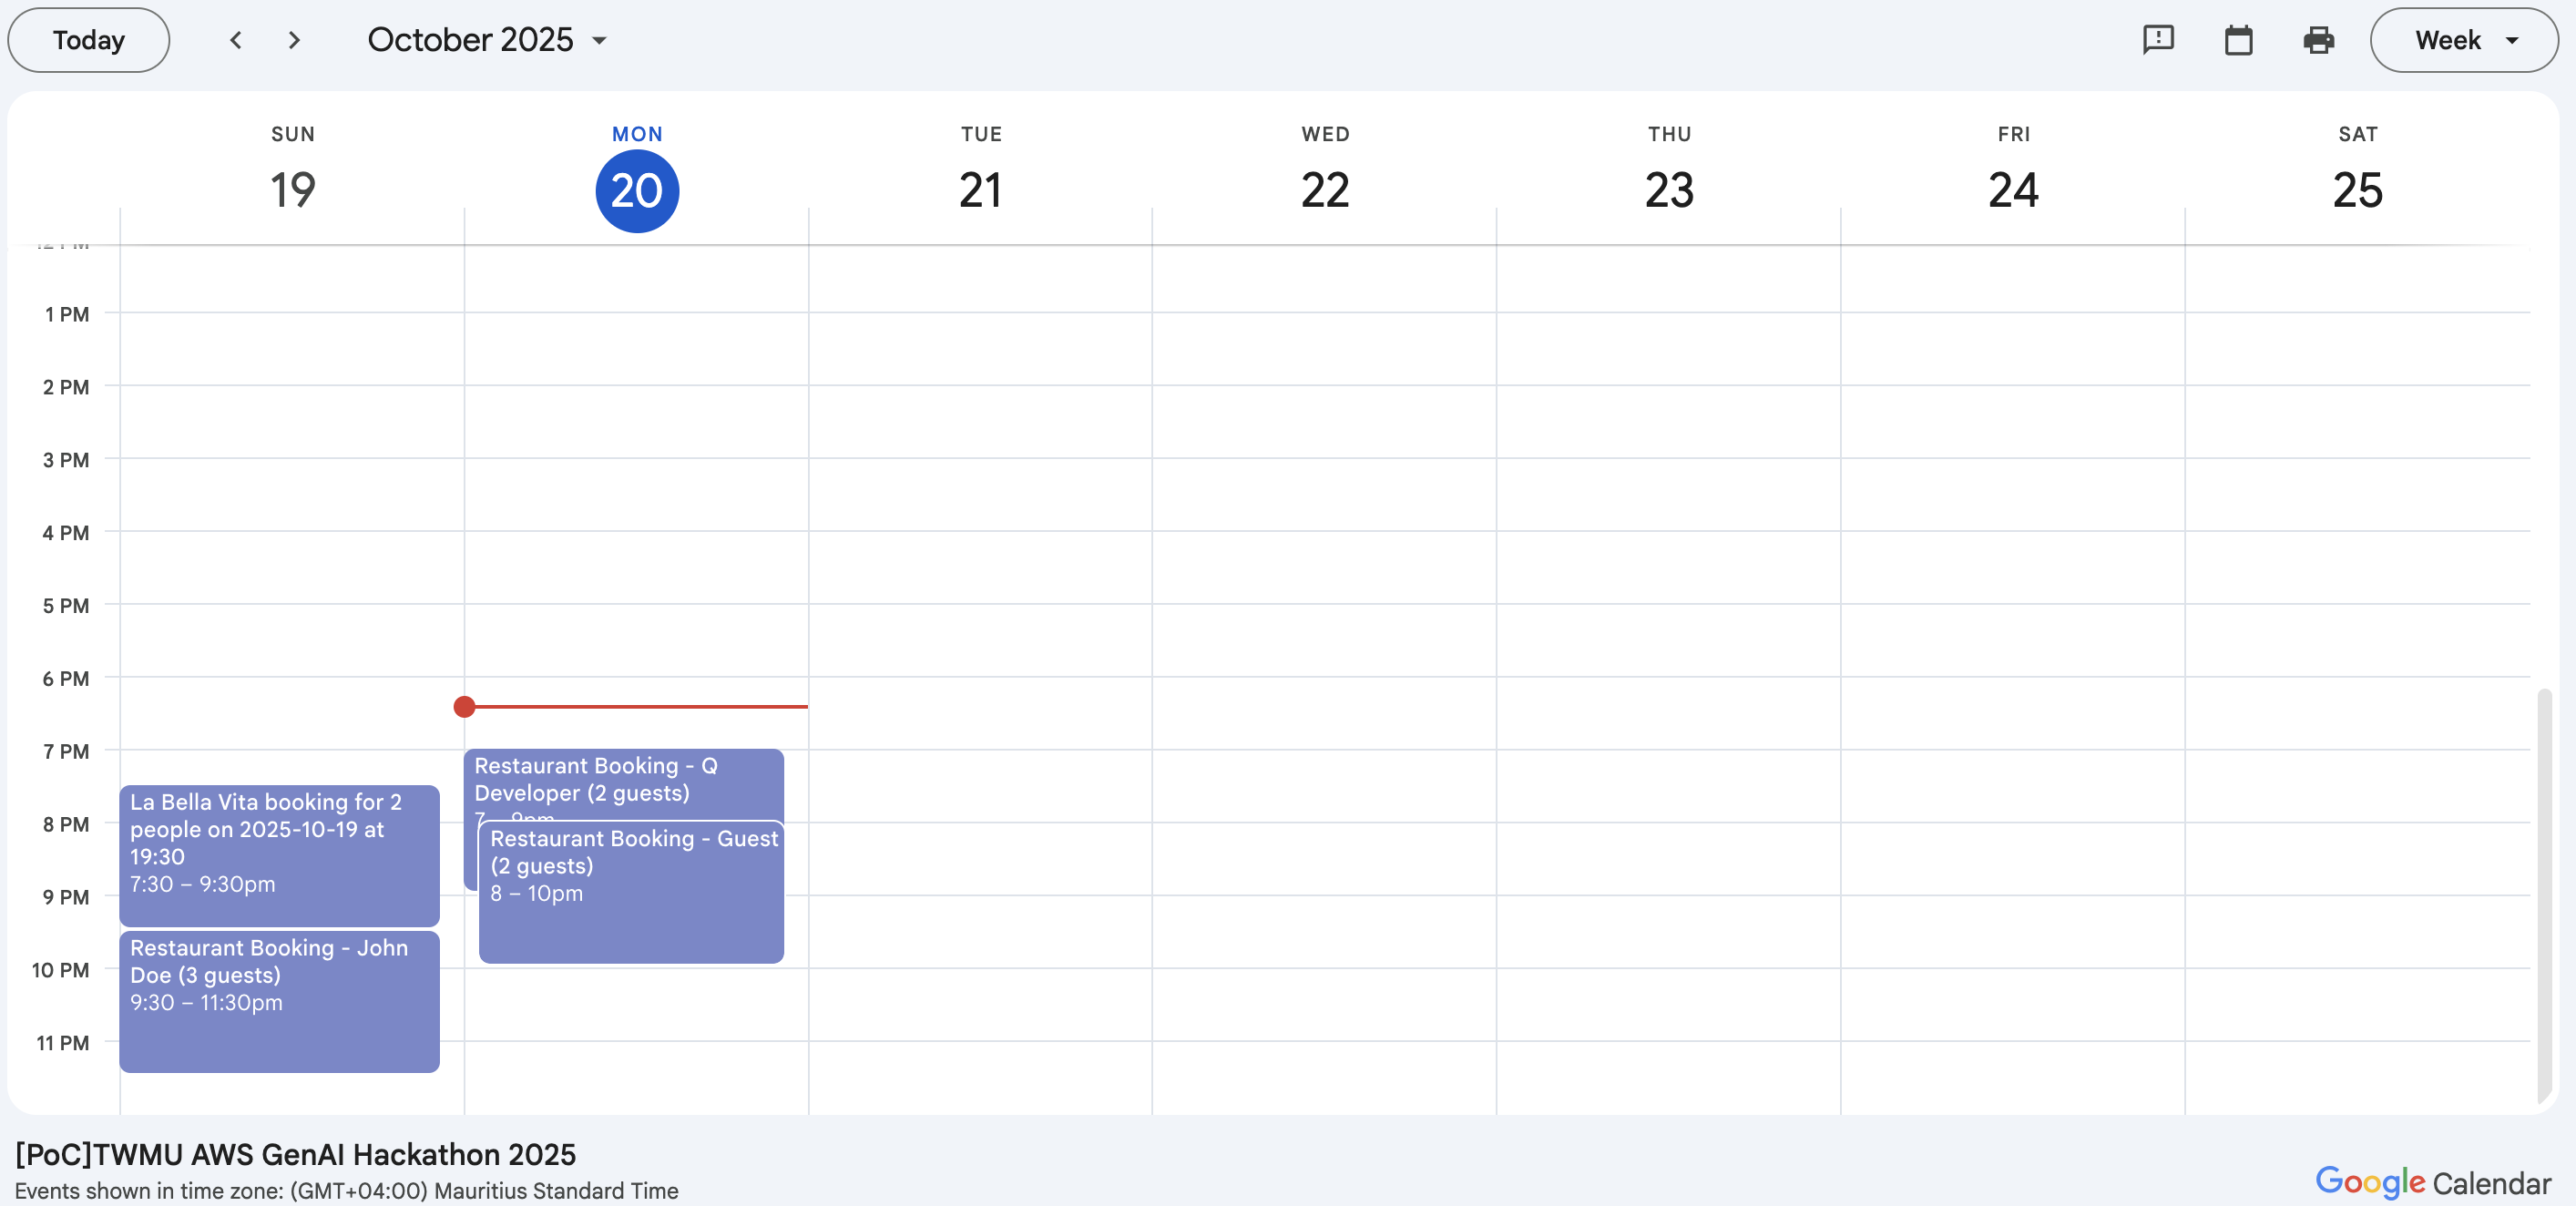 Today
October 2025
Week
SUN
19
MON
20
TUE
21
WED
22
THU
23
FRI
24
SAT
25
1 PM
2 PM
3 PM
4 PM
5 PM
6 PM
7 PM
8 PM
9 PM
10 PM
11 PM
La Bella Vita booking for 2
people on 2025-10-19 at
19:30
7:30 – 9:30pm
Restaurant Booking - John
Doe (3 guests)
9:30 – 11:30pm
Restaurant Booking - Q
Developer (2 guests)
Restaurant Booking - Guest
(2 guests)
8 – 10pm
[PoC]TWMU AWS GenAI Hackathon 2025
Events shown in time zone: (GMT+04:00) Mauritius Standard Time
Google Calendar